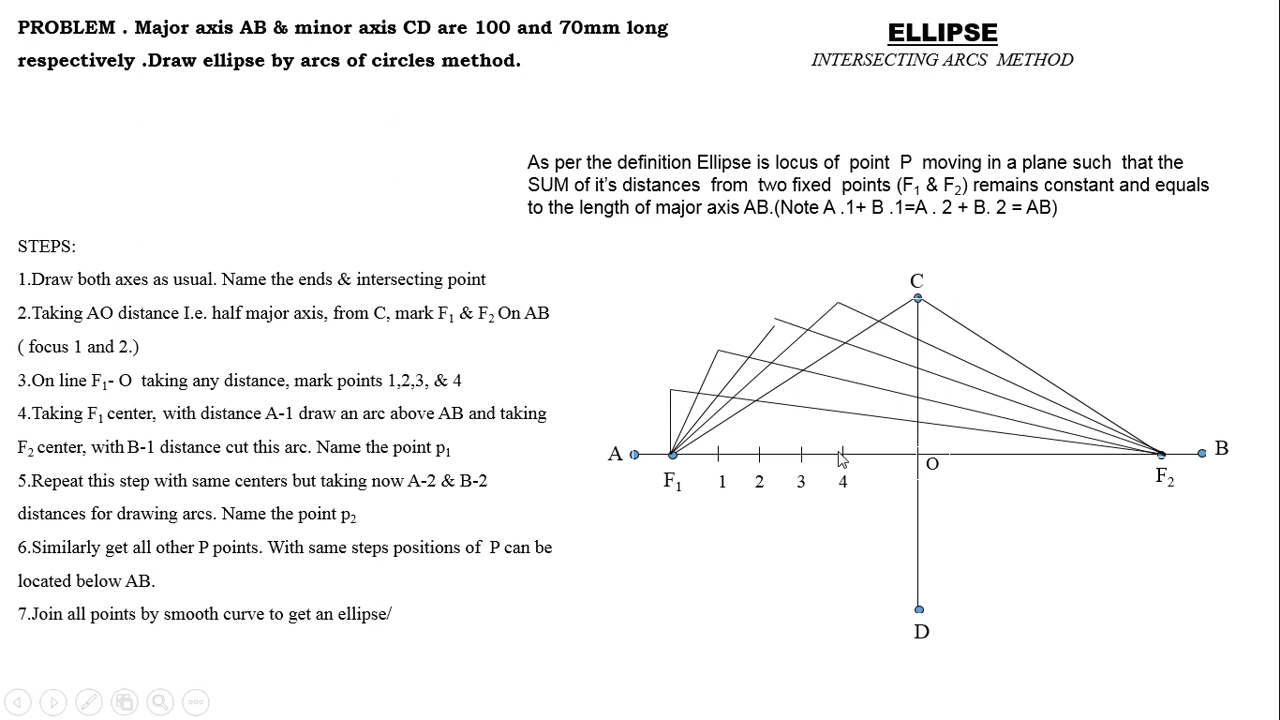 PROBLEM . Major axis AB & minor axis CD are 100 and 70mm long
respectively .Draw ellipse by arcs of circles method.
ELLIPSE
INTERSECTING ARCS METHOD
As per the definition Ellipse is locus of point P moving in a plane such that the
SUM of it's distances from two fixed points (F₁ & F₂) remains constant and equals
to the length of major axis AB.(Note A .1+ B .1=A . 2 + B. 2 = AB)
STEPS:
1.Draw both axes as usual. Name the ends & intersecting point
2.Taking AO distance I.e. half major axis, from C, mark F₁ & F₂ On AB
( focus 1 and 2.)
3.On line F₁- O taking any distance, mark points 1,2,3, & 4
4.Taking F₁ center, with distance A-1 draw an arc above AB and taking
F₂ center, with B-1 distance cut this arc. Name the point p₁
5.Repeat this step with same centers but taking now A-2 & B-2
distances for drawing arcs. Name the point p₂
6.Similarly get all other P points. With same steps positions of P can be
located below AB.
7.Join all points by smooth curve to get an ellipse/
C
A
B
O
F₁ 1 2 3 4
F₂
D